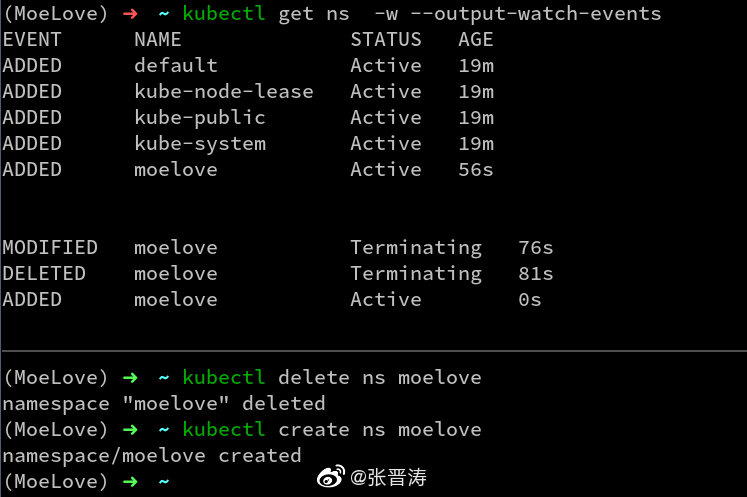 (MoeLove) ➜ ~ kubectl get ns -w --output-watch-events
EVENT NAME STATUS AGE
ADDED default Active 19m
ADDED kube-node-lease Active 19m
ADDED kube-public Active 19m
ADDED kube-system Active 19m
ADDED moelove Active 56s
MODIFIED moelove Terminating 76s
DELETED moelove Terminating 81s
ADDED moelove Active 0s
(MoeLove) ➜ ~ kubectl delete ns moelove
namespace "moelove" deleted
(MoeLove) ➜ ~ kubectl create ns moelove
namespace/moelove created
(MoeLove) ➜ ~
@张晋涛